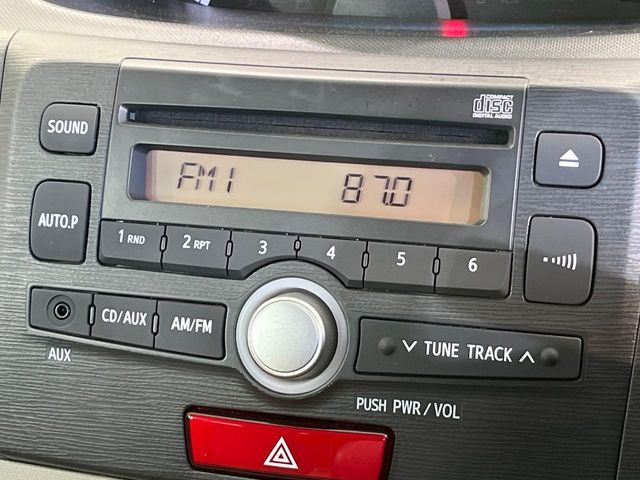 COMPACT
disc
DIGITAL AUDIO
SOUND
FM1 87.0
AUTO.P
1 RND 2 RPT 3 4 5 6
CD/AUX AM/FM
TUNE TRACK
AUX
PUSH PWR/VOL